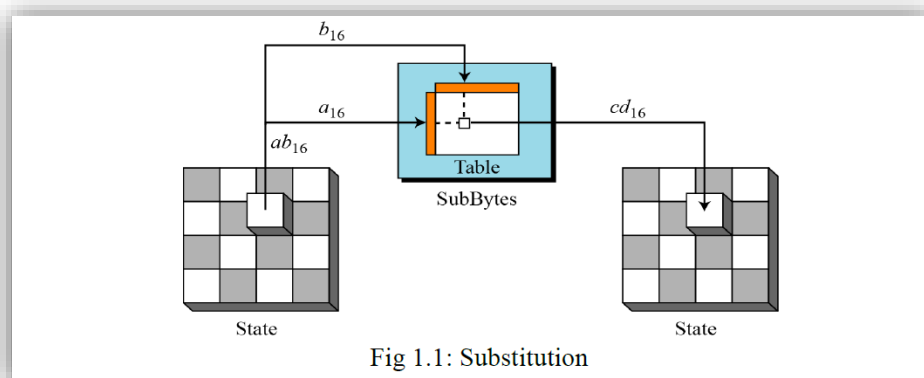 b₁₆
a₁₆
cd₁₆
ab₁₆
Table
SubBytes
State
State
Fig 1.1: Substitution